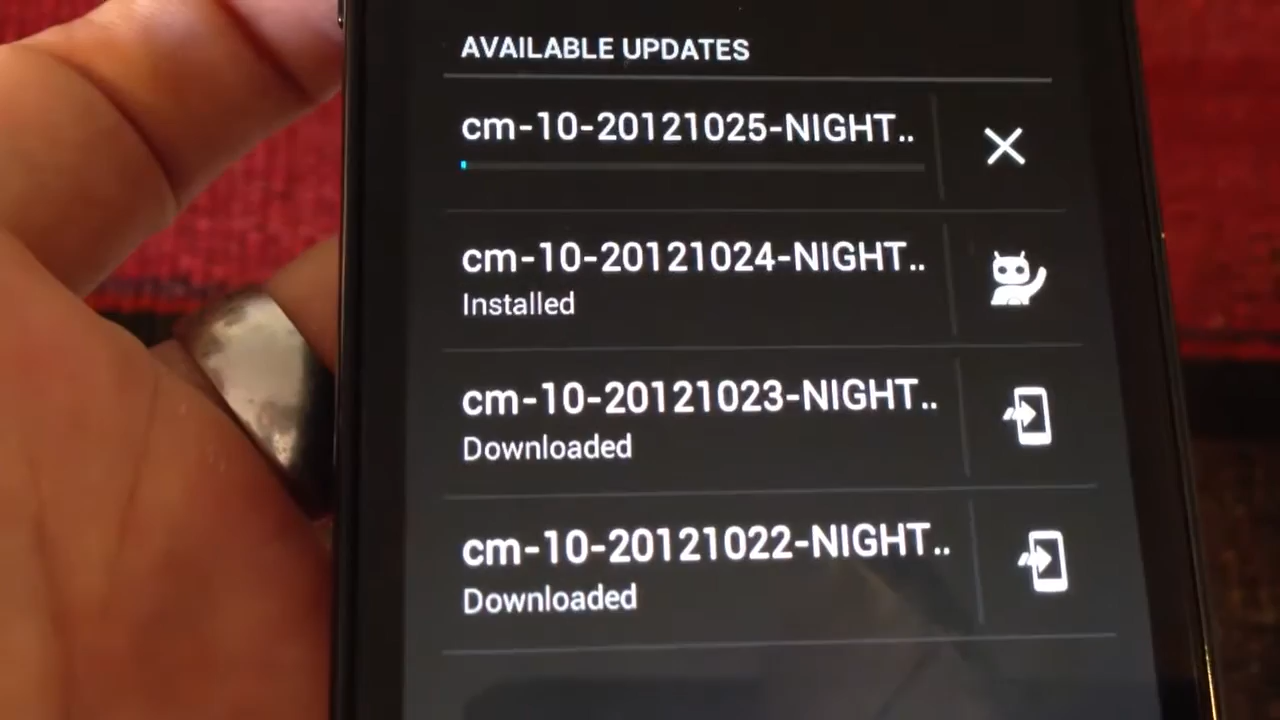 AVAILABLE UPDATES
cm-10-20121025-NIGHT..
cm-10-20121024-NIGHT..
Installed
cm-10-20121023-NIGHT..
Downloaded
cm-10-20121022-NIGHT..
Downloaded